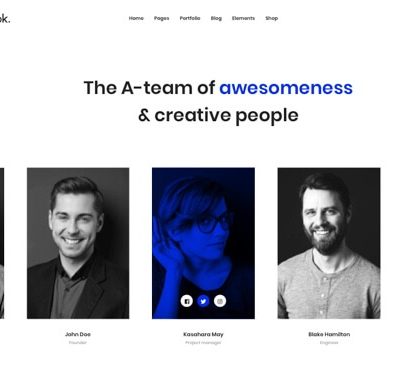 ok.
Home Pages Portfolio Blog Elements Shop
The A-team of awesomeness
& creative people
John Doe Kasahara May Blake Hamilton
Founder Project manager Engineer